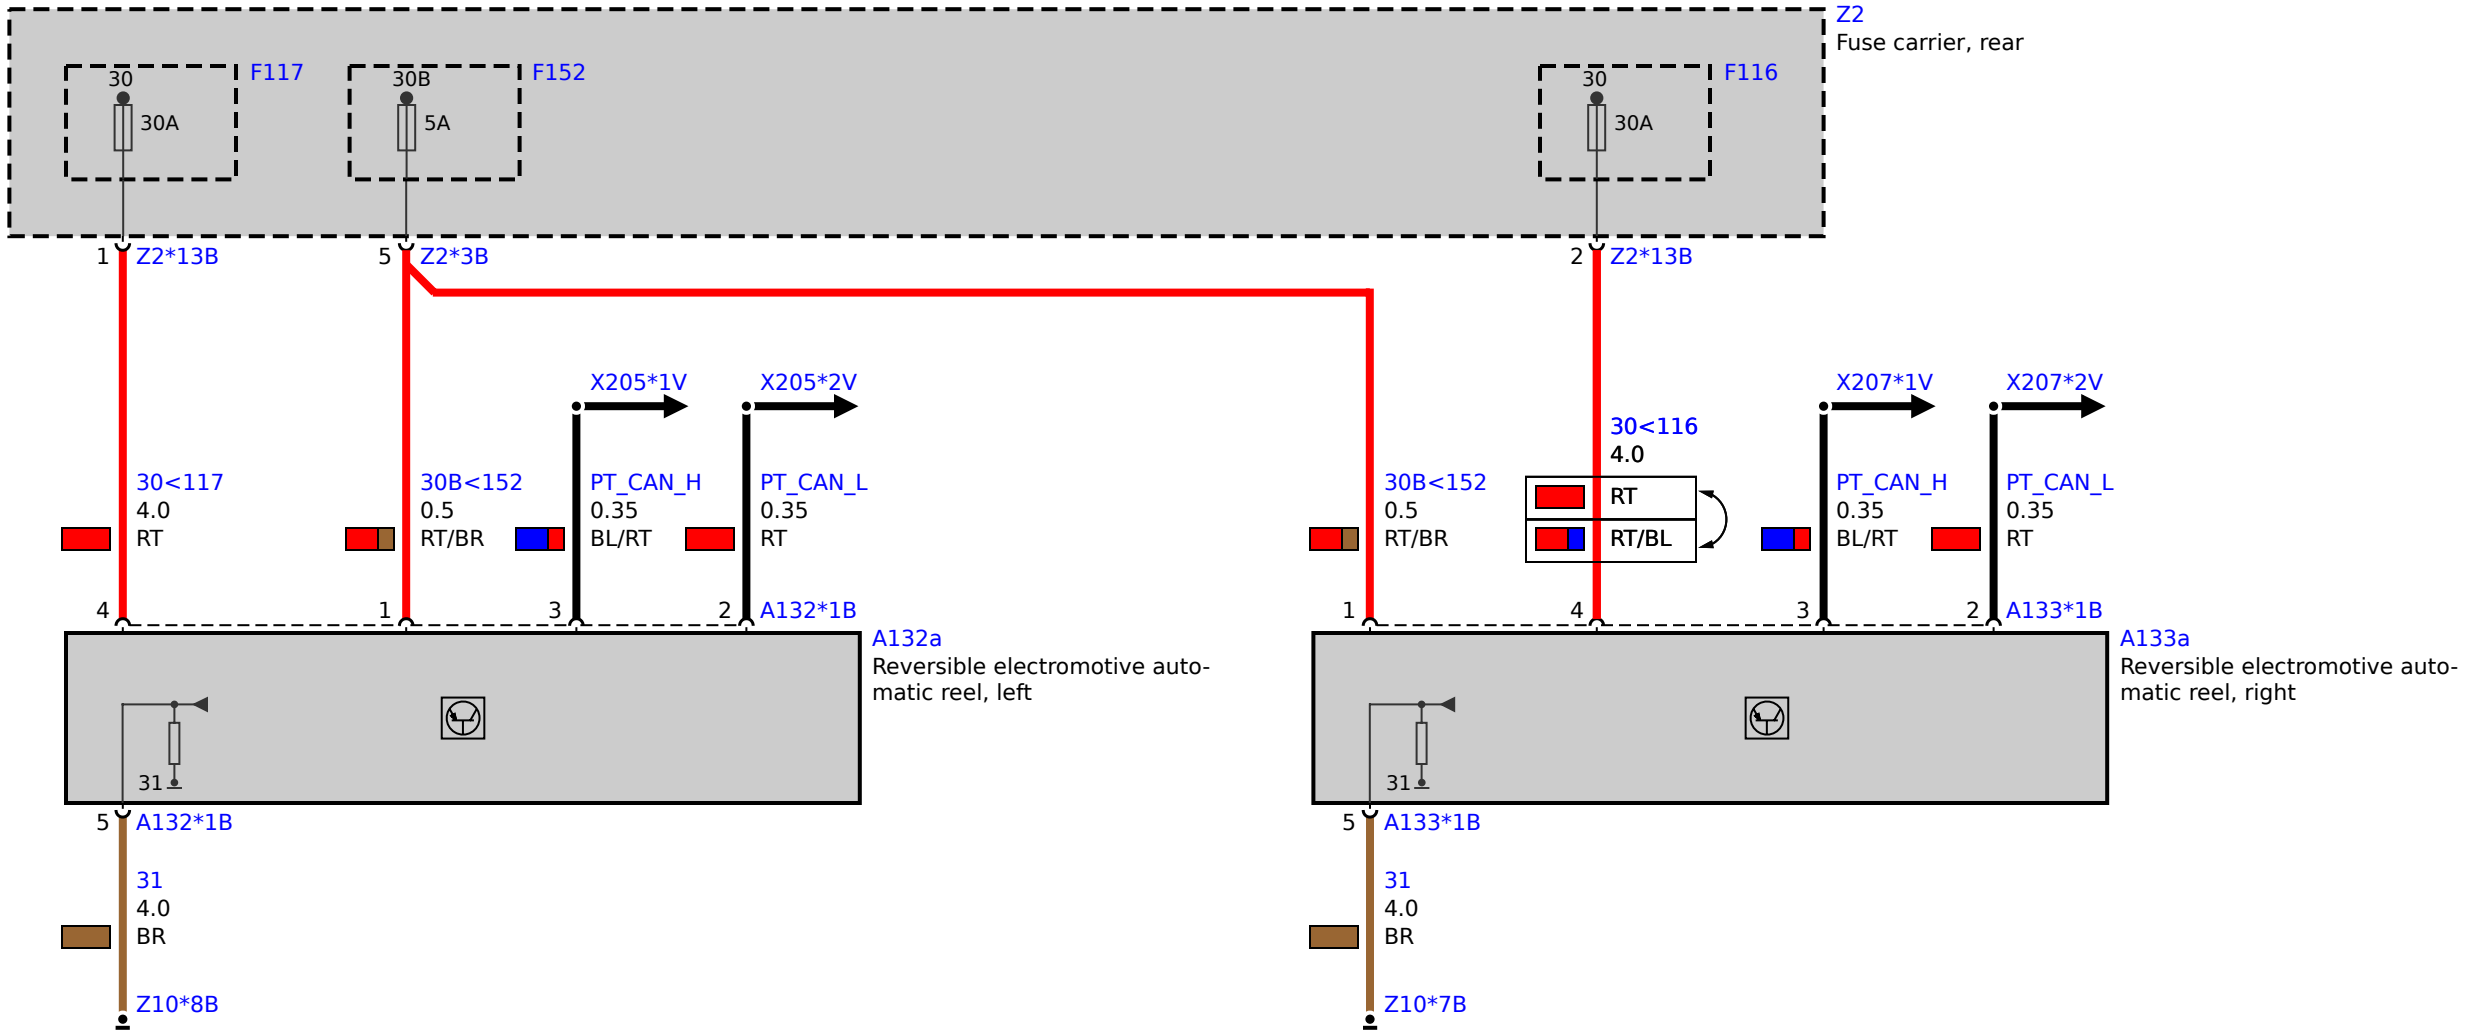 Z2
Fuse carrier, rear
F117
30
30A
F152
30B
5A
F116
30
30A
1 Z2*13B
5 Z2*3B
2 Z2*13B
X205*1V
X205*2V
X207*1V
X207*2V
30<117
4.0
RT
30B<152
0.5
RT/BR
PT_CAN_H
0.35
BL/RT
PT_CAN_L
0.35
RT
30B<152
0.5
RT/BR
30<116
4.0
RT
RT/BL
PT_CAN_H
0.35
BL/RT
PT_CAN_L
0.35
RT
4
1
3
2 A132*1B
1
4
3
2 A133*1B
A132a
Reversible electromotive auto-
matic reel, left
A133a
Reversible electromotive auto-
matic reel, right
31
31
5 A132*1B
5 A133*1B
31
4.0
BR
31
4.0
BR
Z10*8B
Z10*7B